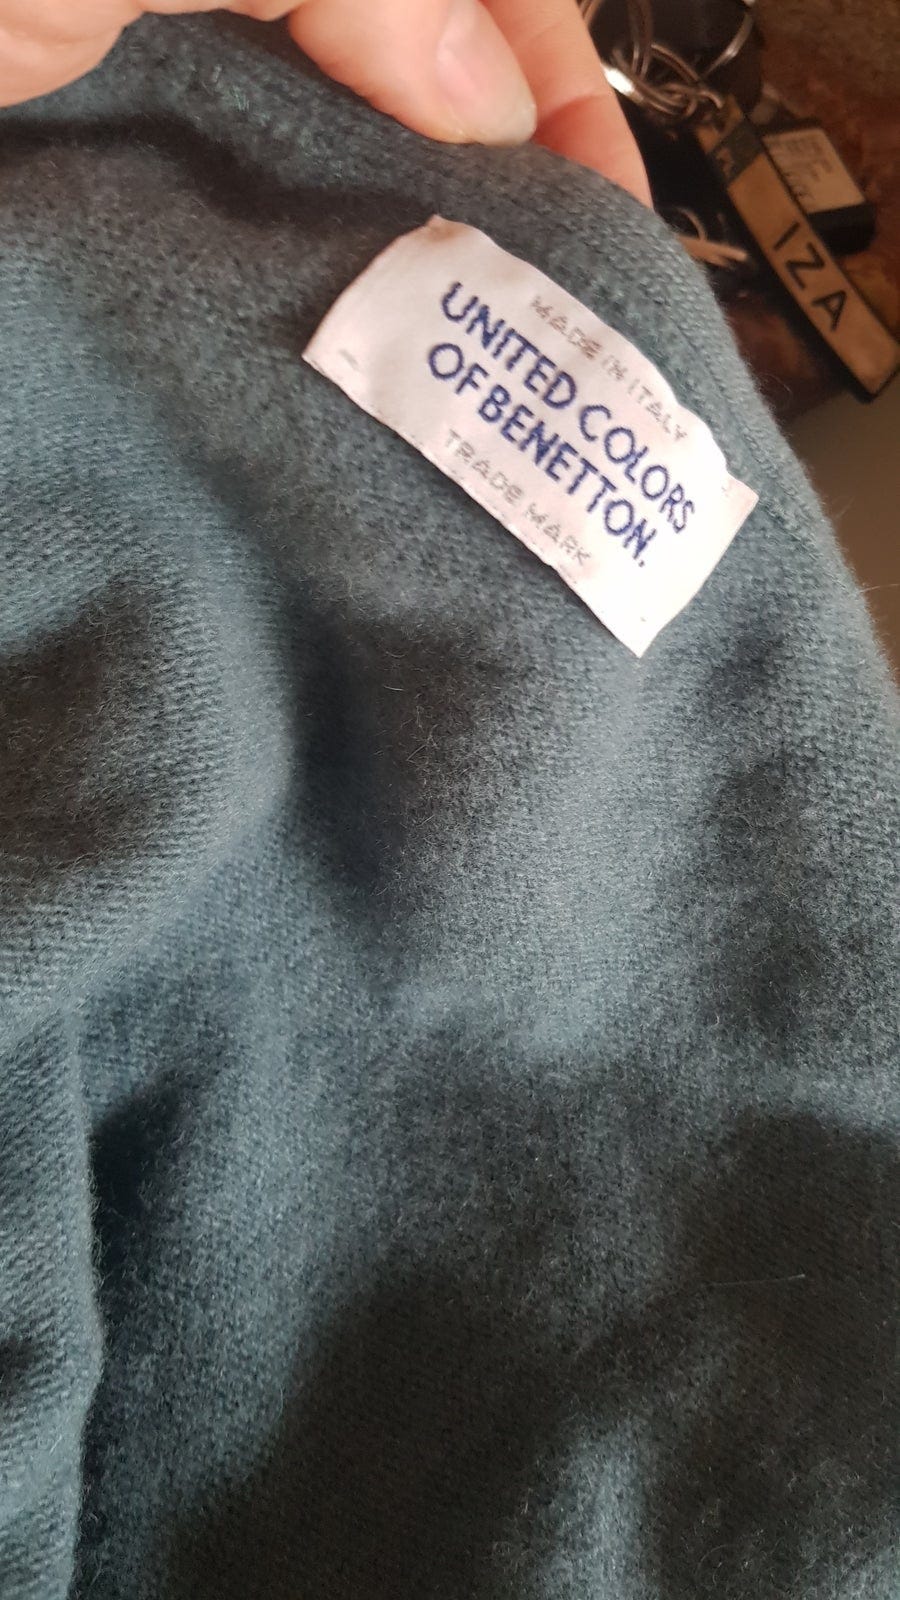 MADE IN ITALY
UNITED COLORS
OF BENETTON.
TRADE MARK
IZA